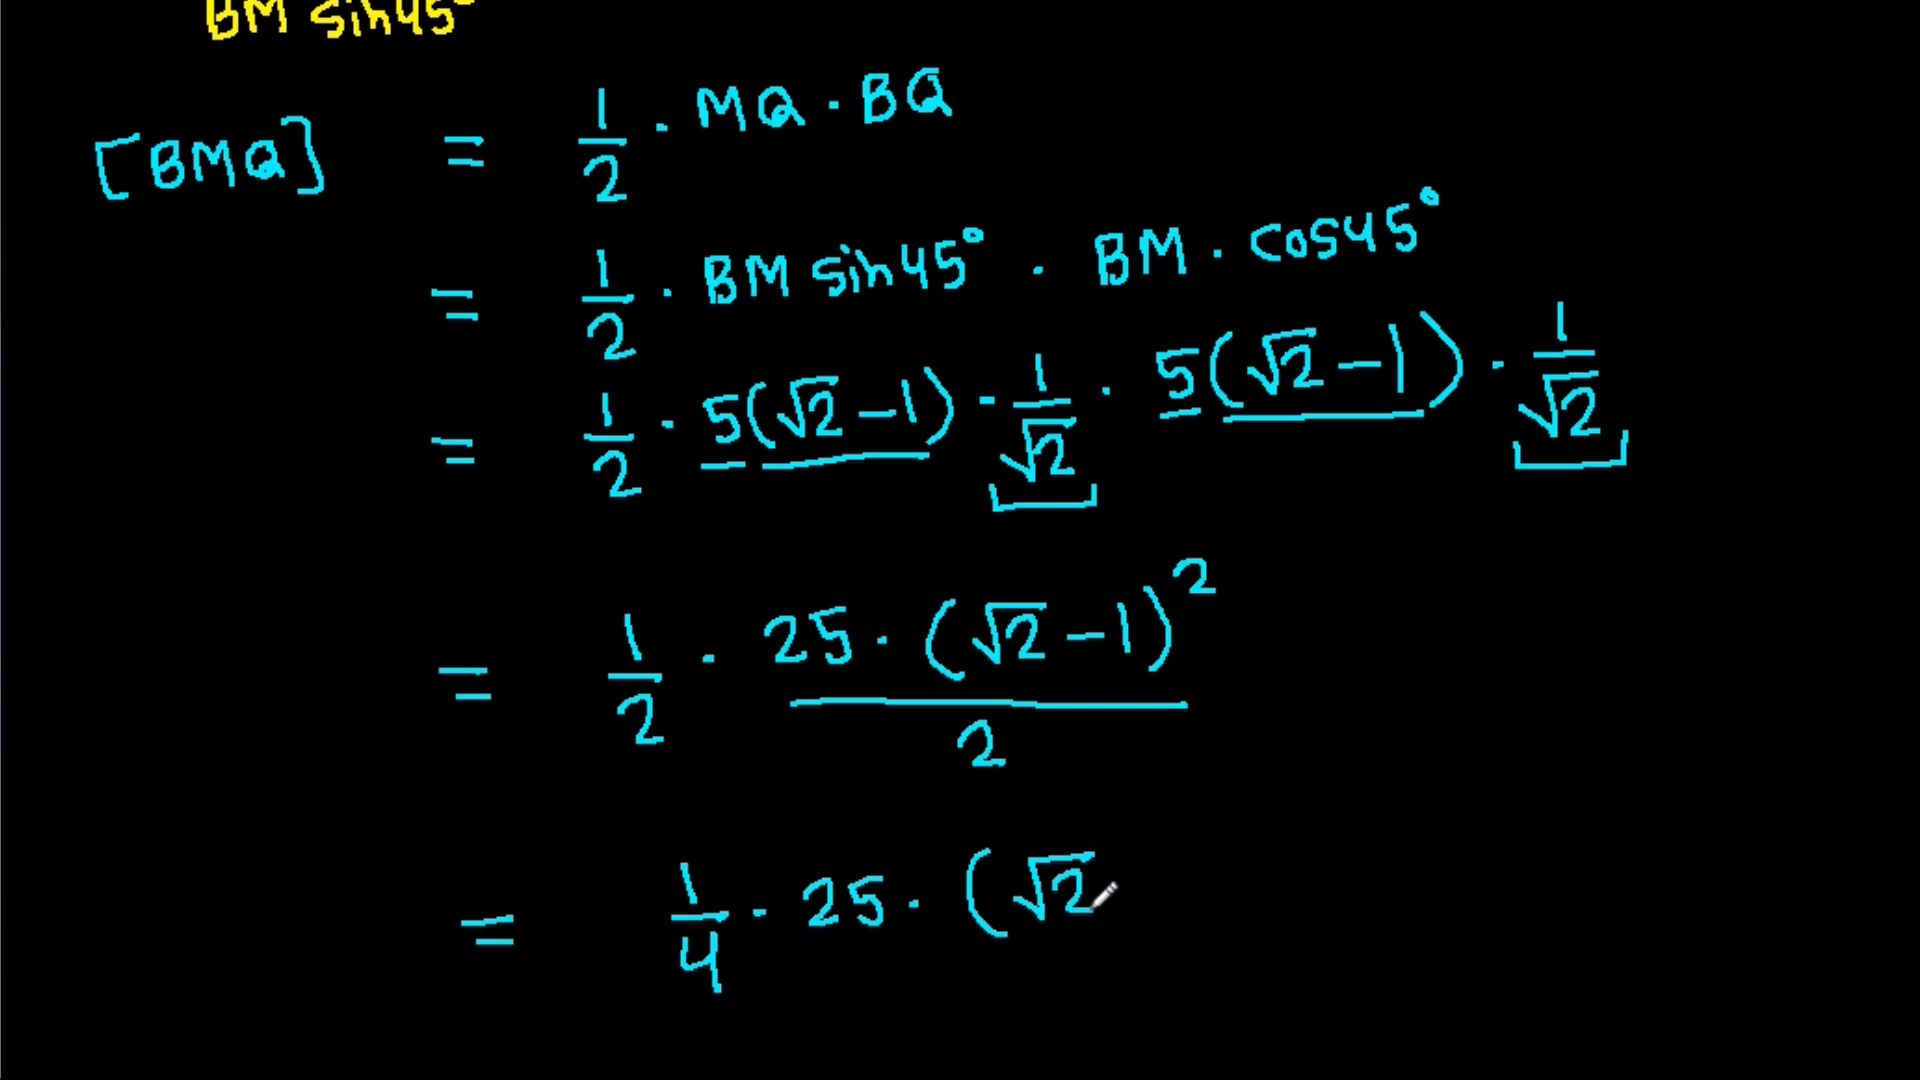 BM sin45°
[BMQ] = 1/2 · MQ · BQ
= 1/2 · BM sin45° · BM · cos45°
= 1/2 · 5(√2-1) · 1/√2 · 5(√2-1) · 1/√2
= 1/2 · 25 · (√2-1)²/2
= 1/4 · 25 · (√2